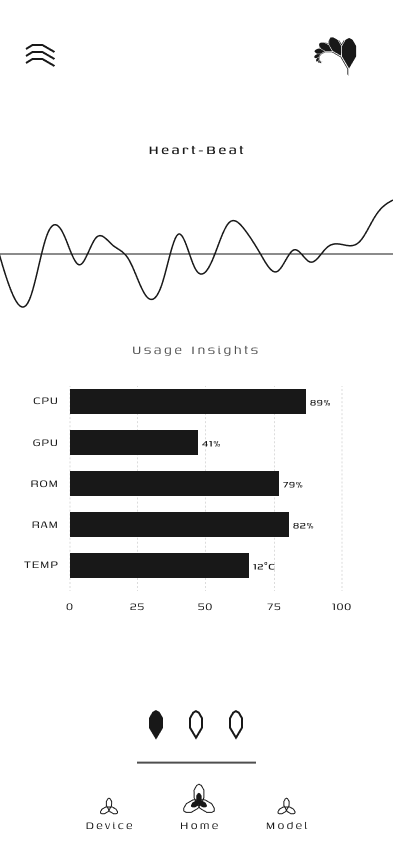 Heart-Beat
Usage Insights
CPU 89%
GPU 41%
ROM 79%
RAM 82%
TEMP 12°C
0 25 50 75 100
Device Home Model